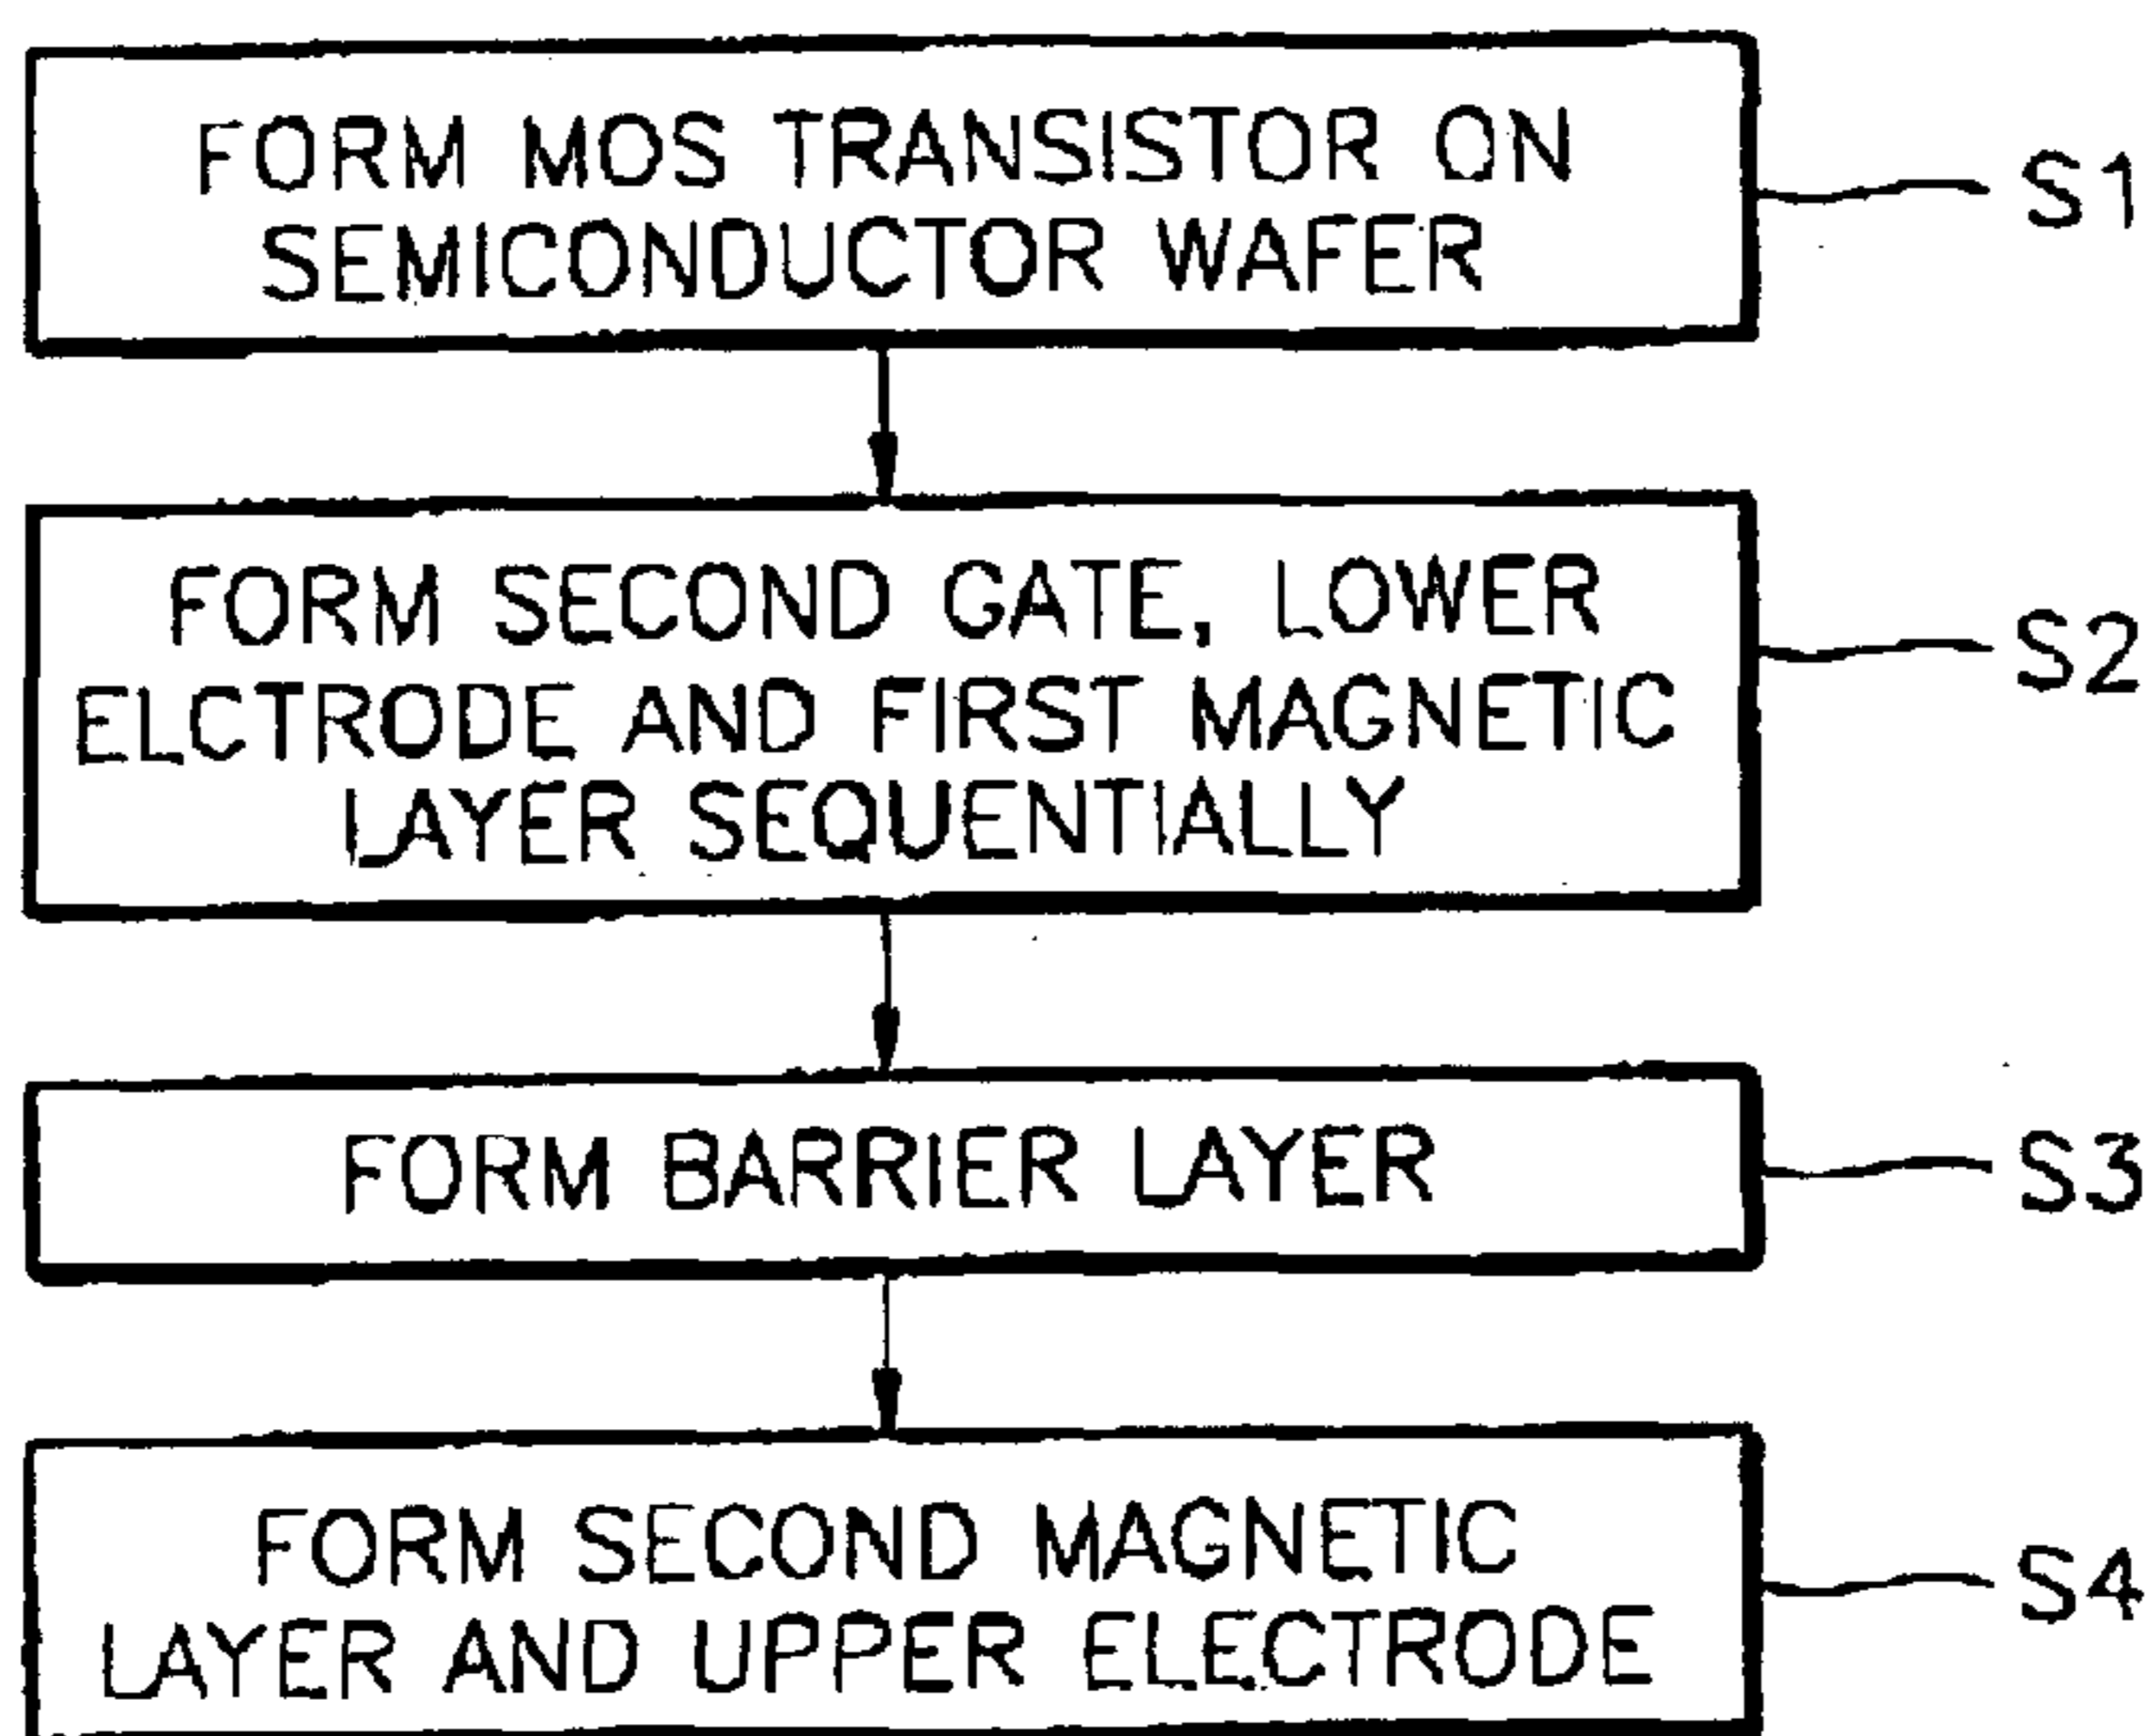 FORM MOS TRANSISTOR ON
SEMICONDUCTOR WAFER
S1
FORM SECOND GATE, LOWER
ELCTRODE AND FIRST MAGNETIC
LAYER SEQUENTIALLY
S2
FORM BARRIER LAYER
S3
FORM SECOND MAGNETIC
LAYER AND UPPER ELECTRODE
S4